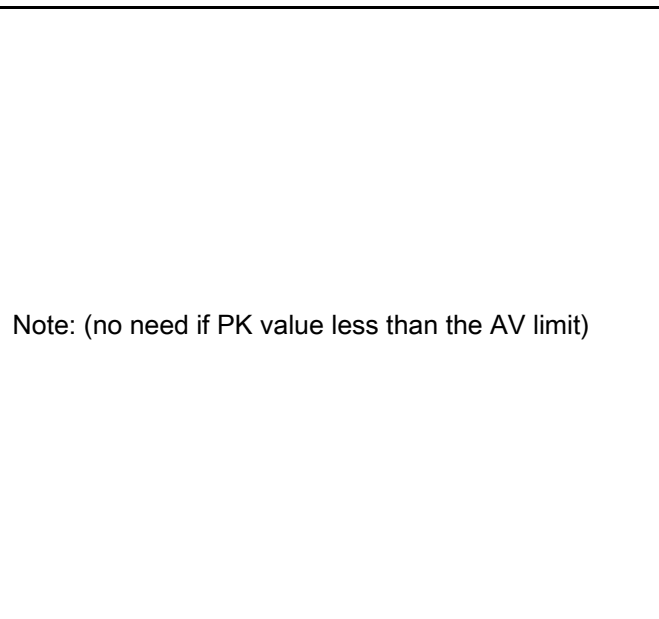 Note: (no need if PK value less than the AV limit)